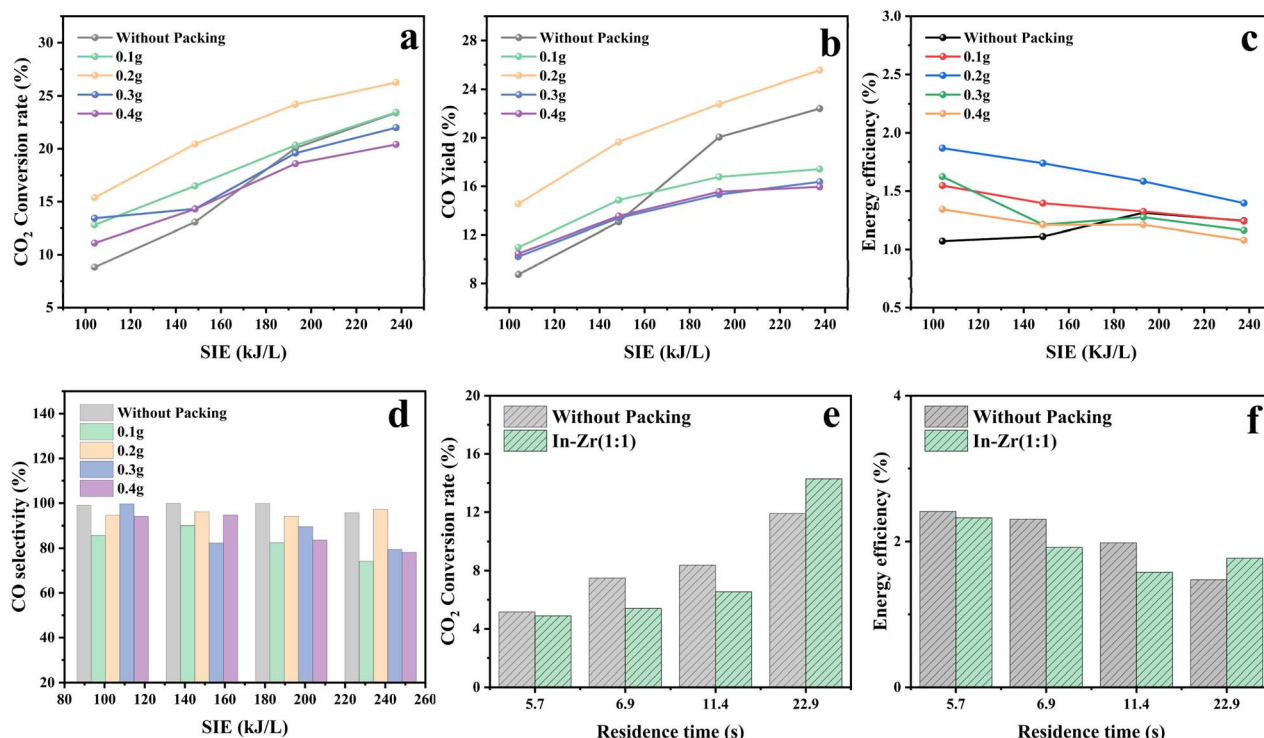 a
Without Packing
0.1g
0.2g
0.3g
0.4g
CO₂ Conversion rate (%)
30
25
20
15
10
5
100 120 140 160 180 200 220 240
SIE (kJ/L)
b
Without Packing
0.1g
0.2g
0.3g
0.4g
CO Yield (%)
28
24
20
16
12
8
100 120 140 160 180 200 220 240
SIE (kJ/L)
c
Without Packing
0.1g
0.2g
0.3g
0.4g
Energy efficiency (%)
3.0
2.5
2.0
1.5
1.0
0.5
100 120 140 160 180 200 220 240
SIE (KJ/L)
d
Without Packing
0.1g
0.2g
0.3g
0.4g
CO selectivity (%)
140
120
100
80
60
40
20
80 100 120 140 160 180 200 220 240 260
SIE (kJ/L)
e
Without Packing
In-Zr(1:1)
CO₂ Conversion rate (%)
20
16
12
8
4
0
5.7 6.9 11.4 22.9
Residence time (s)
f
Without Packing
In-Zr(1:1)
Energy efficiency (%)
4
2
0
5.7 6.9 11.4 22.9
Residence time (s)